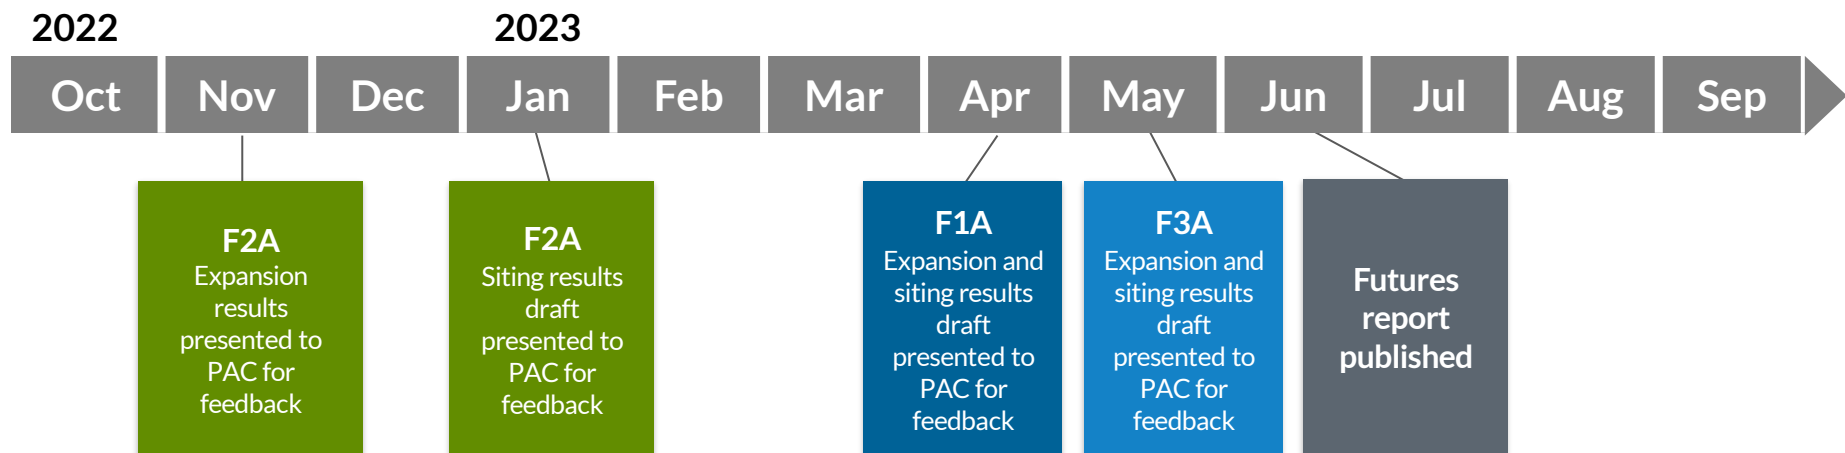 2022
2023
Oct
Nov
Dec
Jan
Feb
Mar
Apr
May
Jun
Jul
Aug
Sep
F2A
Expansion
results
presented to
PAC for
feedback
F2A
Siting results
draft
presented to
PAC for
feedback
F1A
Expansion and
siting results
draft
presented to
PAC for
feedback
F3A
Expansion and
siting results
draft
presented to
PAC for
feedback
Futures
report
published